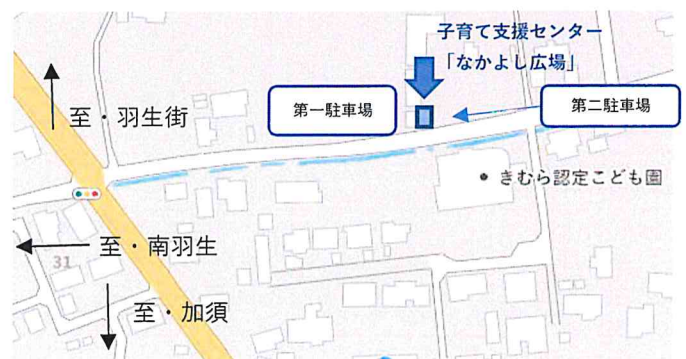 子育て支援センター
「なかよし広場」
第一駐車場
第二駐車場
至・羽生街
きむら認定こども園
至・南羽生
31
至・加須